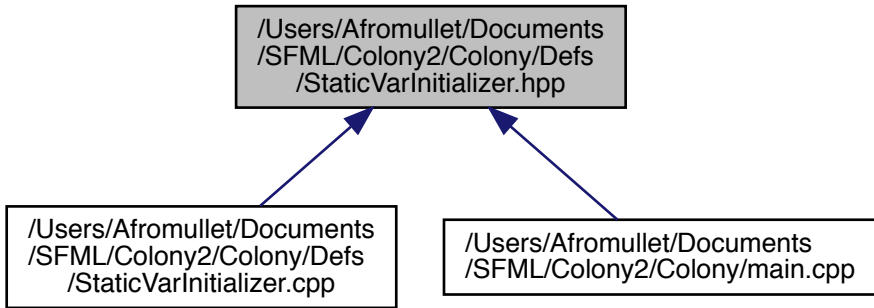 /Users/Afromullet/Documents
/SFML/Colony2/Colony/Defs
/StaticVarInitializer.hpp
/Users/Afromullet/Documents
/SFML/Colony2/Colony/Defs
/StaticVarInitializer.cpp
/Users/Afromullet/Documents
/SFML/Colony2/Colony/main.cpp